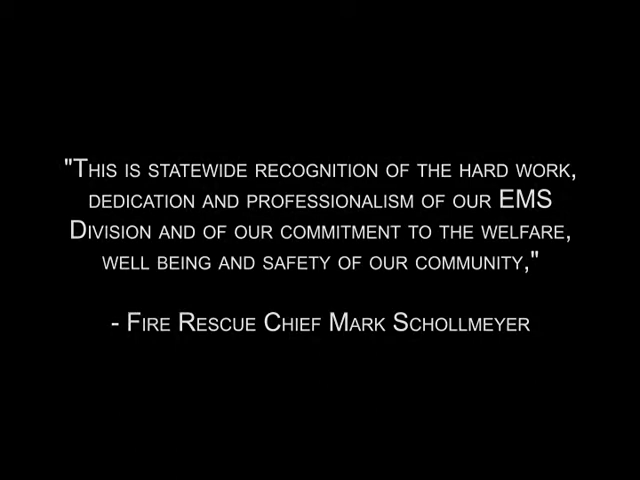 "This is statewide recognition of the hard work,
dedication and professionalism of our EMS
Division and of our commitment to the welfare,
well being and safety of our community,"
- Fire Rescue Chief Mark Schollmeyer